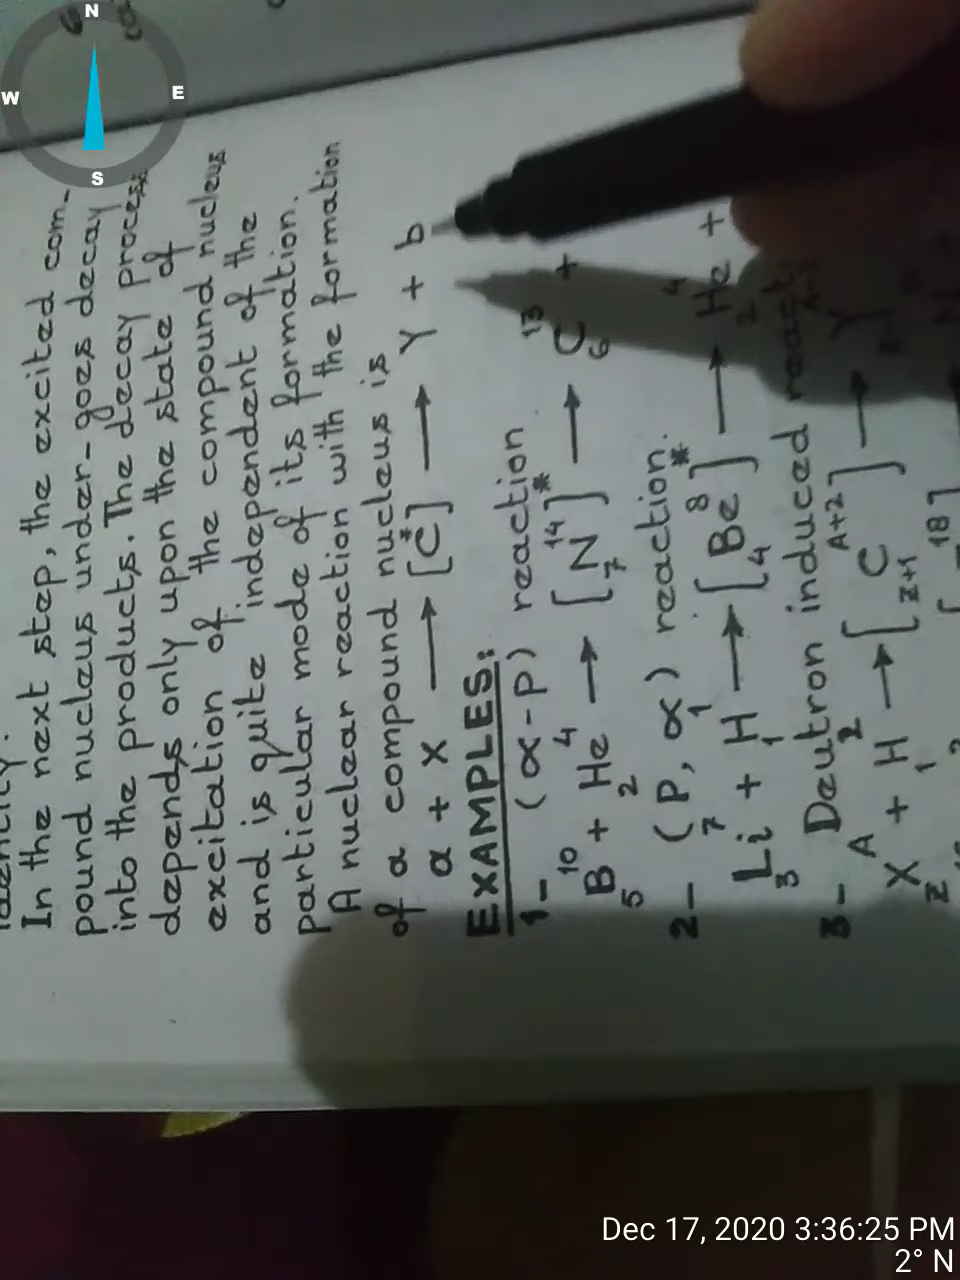 In the next step, the excited com-
pound nucleus under-goes decay
into the products. The decay process
depends only upon the state of
excitation of the compound nucleus
and is quite independent of the
particular mode of its formation.
A nuclear reaction with the formation
of a compound nucleus is
a + X ⟶ [C*] ⟶ Y + b
EXAMPLES:
1- (α-P) reaction
¹⁰₅B + ⁴₂He ⟶ [¹⁴₇N]* ⟶ ¹³₆C +
2- (P, α) reaction.
⁷₃Li + ¹₁H ⟶ [⁸₄Be]* ⟶ ⁴₂He +
3- Deutron induced
ᴬ_Z X + ²₁H ⟶ [ᴬ⁺²_Z+1 C] ⟶ Y
N
W
E
S
Dec 17, 2020 3:36:25 PM
2° N